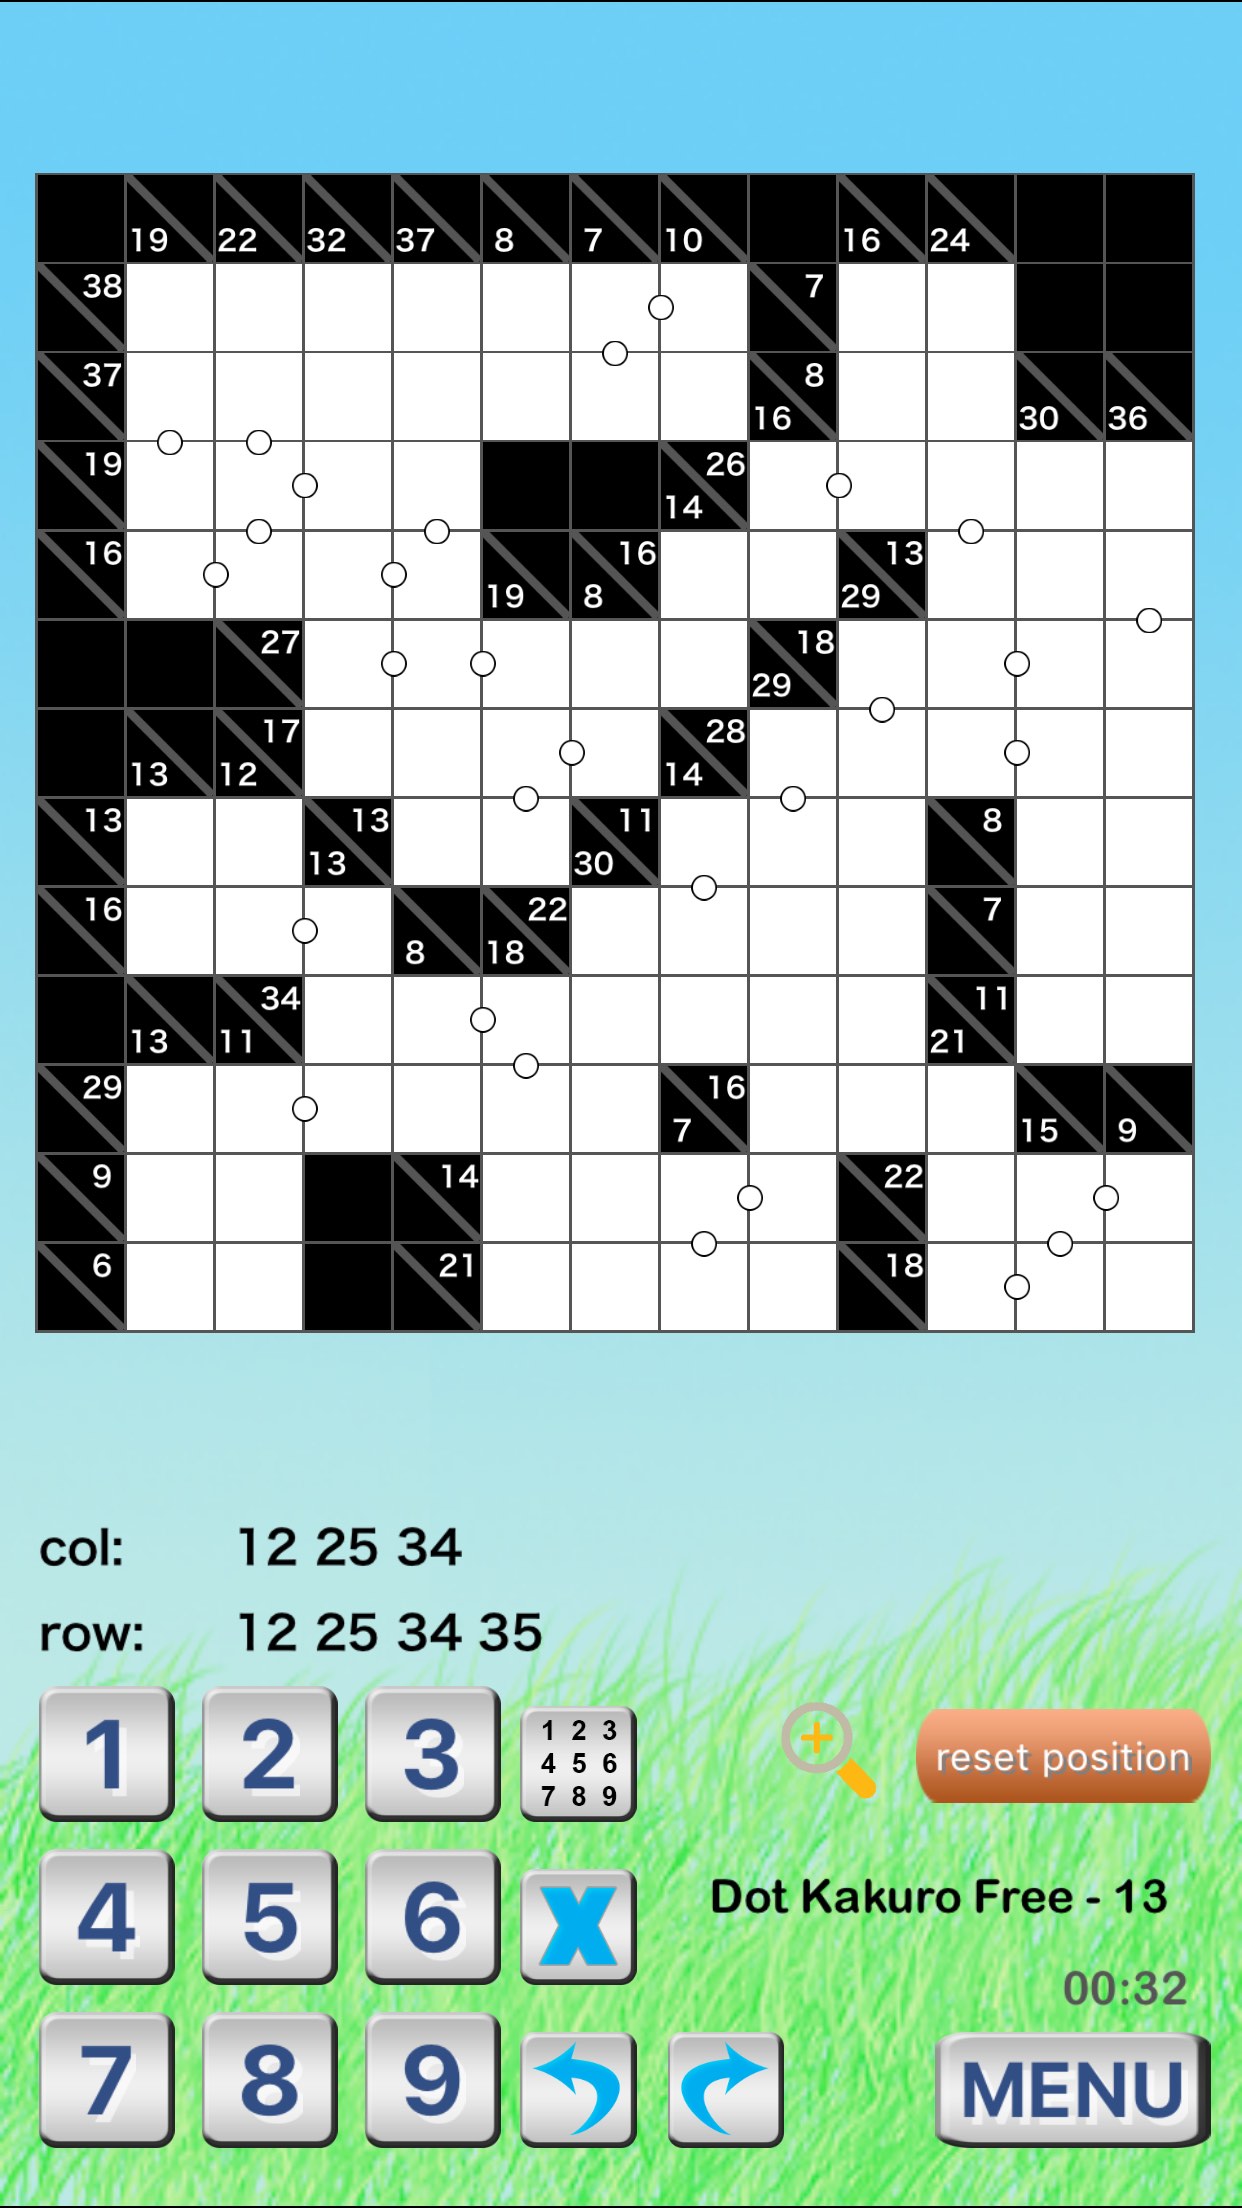 19 22 32 37 8 7 10 16 24
38 7
37 8 16 30 36
19 26 14
16 16 19 8 13 29
27 18 29
17 13 12 28 14
13 13 13 11 30 8
16 22 8 18 7
34 13 11 11 21
29 16 7 15 9
9 14 22
6 21 18
col: 12 25 34
row: 12 25 34 35
1 2 3
1 2 3
4 5 6
7 8 9
reset position
4 5 6 X
Dot Kakuro Free - 13
00:32
7 8 9
MENU